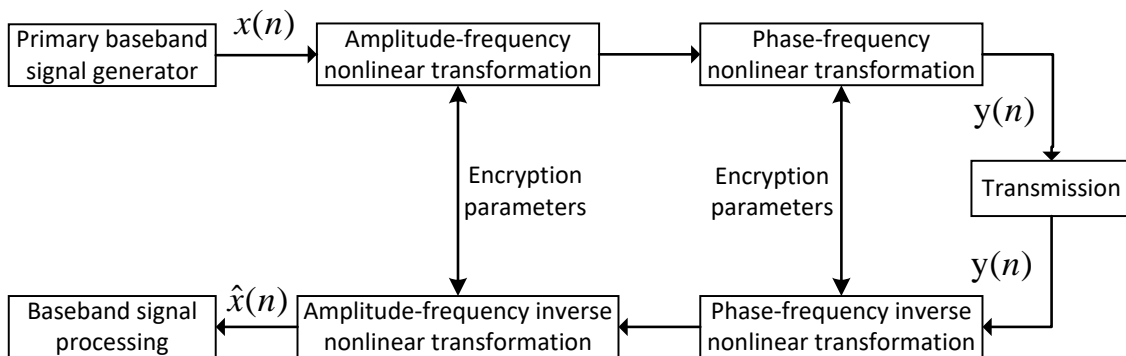 Primary baseband
signal generator
x(n)
Amplitude-frequency
nonlinear transformation
Phase-frequency
nonlinear transformation
y(n)
Encryption
parameters
Encryption
parameters
Transmission
y(n)
Baseband signal
processing
x̂(n)
Amplitude-frequency inverse
nonlinear transformation
Phase-frequency inverse
nonlinear transformation